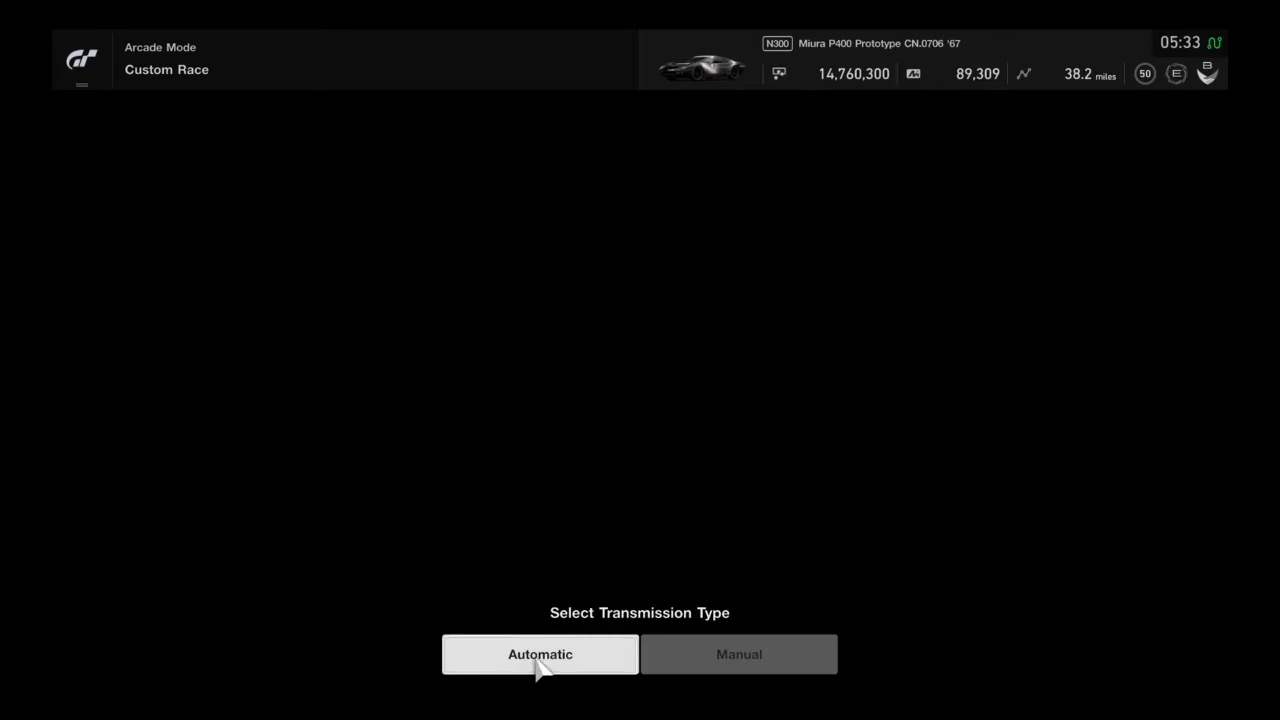 Arcade Mode
Custom Race
N300 Miura P400 Prototype CN.0706 '67
05:33
14,760,300 89,309 38.2 miles 50 E B
Select Transmission Type
Automatic Manual